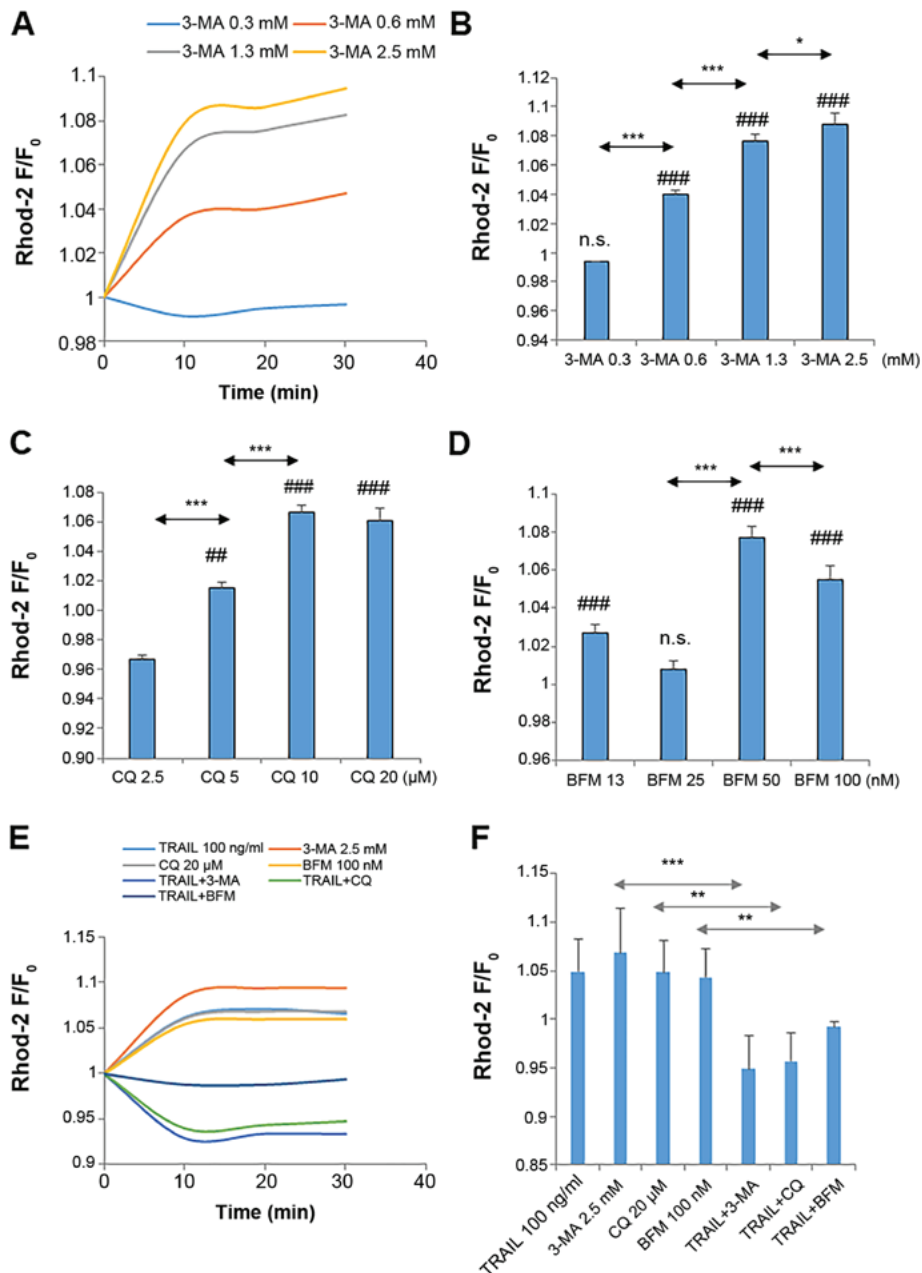 A
3-MA 0.3 mM 3-MA 0.6 mM
3-MA 1.3 mM 3-MA 2.5 mM
Rhod-2 F/F0
1.1
1.08
1.06
1.04
1.02
1
0.98
0 10 20 30 40
Time (min)
B
Rhod-2 F/F0
1.12
1.1
1.08
1.06
1.04
1.02
1
0.98
0.96
0.94
n.s.
***
###
***
###
*
###
3-MA 0.3 3-MA 0.6 3-MA 1.3 3-MA 2.5 (mM)
C
Rhod-2 F/F0
1.08
1.06
1.04
1.02
1.00
0.98
0.96
0.94
0.92
0.90
***
##
***
###
###
CQ 2.5 CQ 5 CQ 10 CQ 20 (µM)
D
Rhod-2 F/F0
1.1
1.08
1.06
1.04
1.02
1
0.98
0.96
###
n.s.
***
###
***
###
BFM 13 BFM 25 BFM 50 BFM 100 (nM)
E
TRAIL 100 ng/ml 3-MA 2.5 mM
CQ 20 µM BFM 100 nM
TRAIL+3-MA TRAIL+CQ
TRAIL+BFM
Rhod-2 F/F0
1.15
1.1
1.05
1
0.95
0.9
0 10 20 30 40
Time (min)
F
Rhod-2 F/F0
1.15
1.1
1.05
1
0.95
0.9
0.85
***
**
**
TRAIL 100 ng/ml
3-MA 2.5 mM
CQ 20 µM
BFM 100 nM
TRAIL+3-MA
TRAIL+CQ
TRAIL+BFM